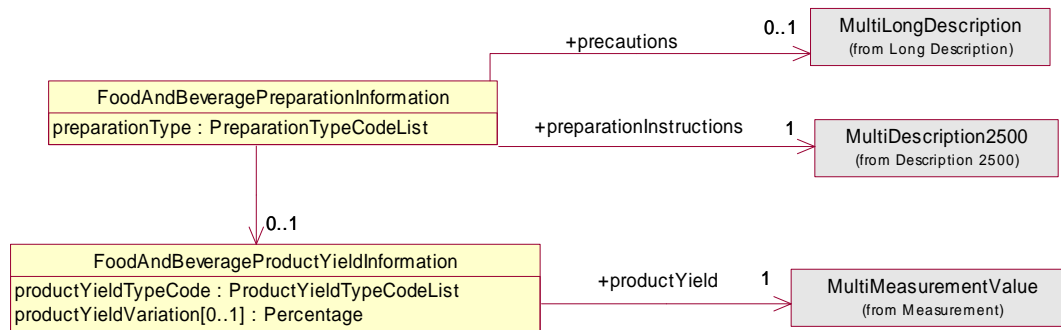 +precautions
0..1
MultiLongDescription
(from Long Description)
FoodAndBeveragePreparationInformation
preparationType : PreparationTypeCodeList
+preparationInstructions
1
MultiDescription2500
(from Description 2500)
0..1
FoodAndBeverageProductYieldInformation
productYieldTypeCode : ProductYieldTypeCodeList
productYieldVariation[0..1] : Percentage
+productYield
1
MultiMeasurementValue
(from Measurement)